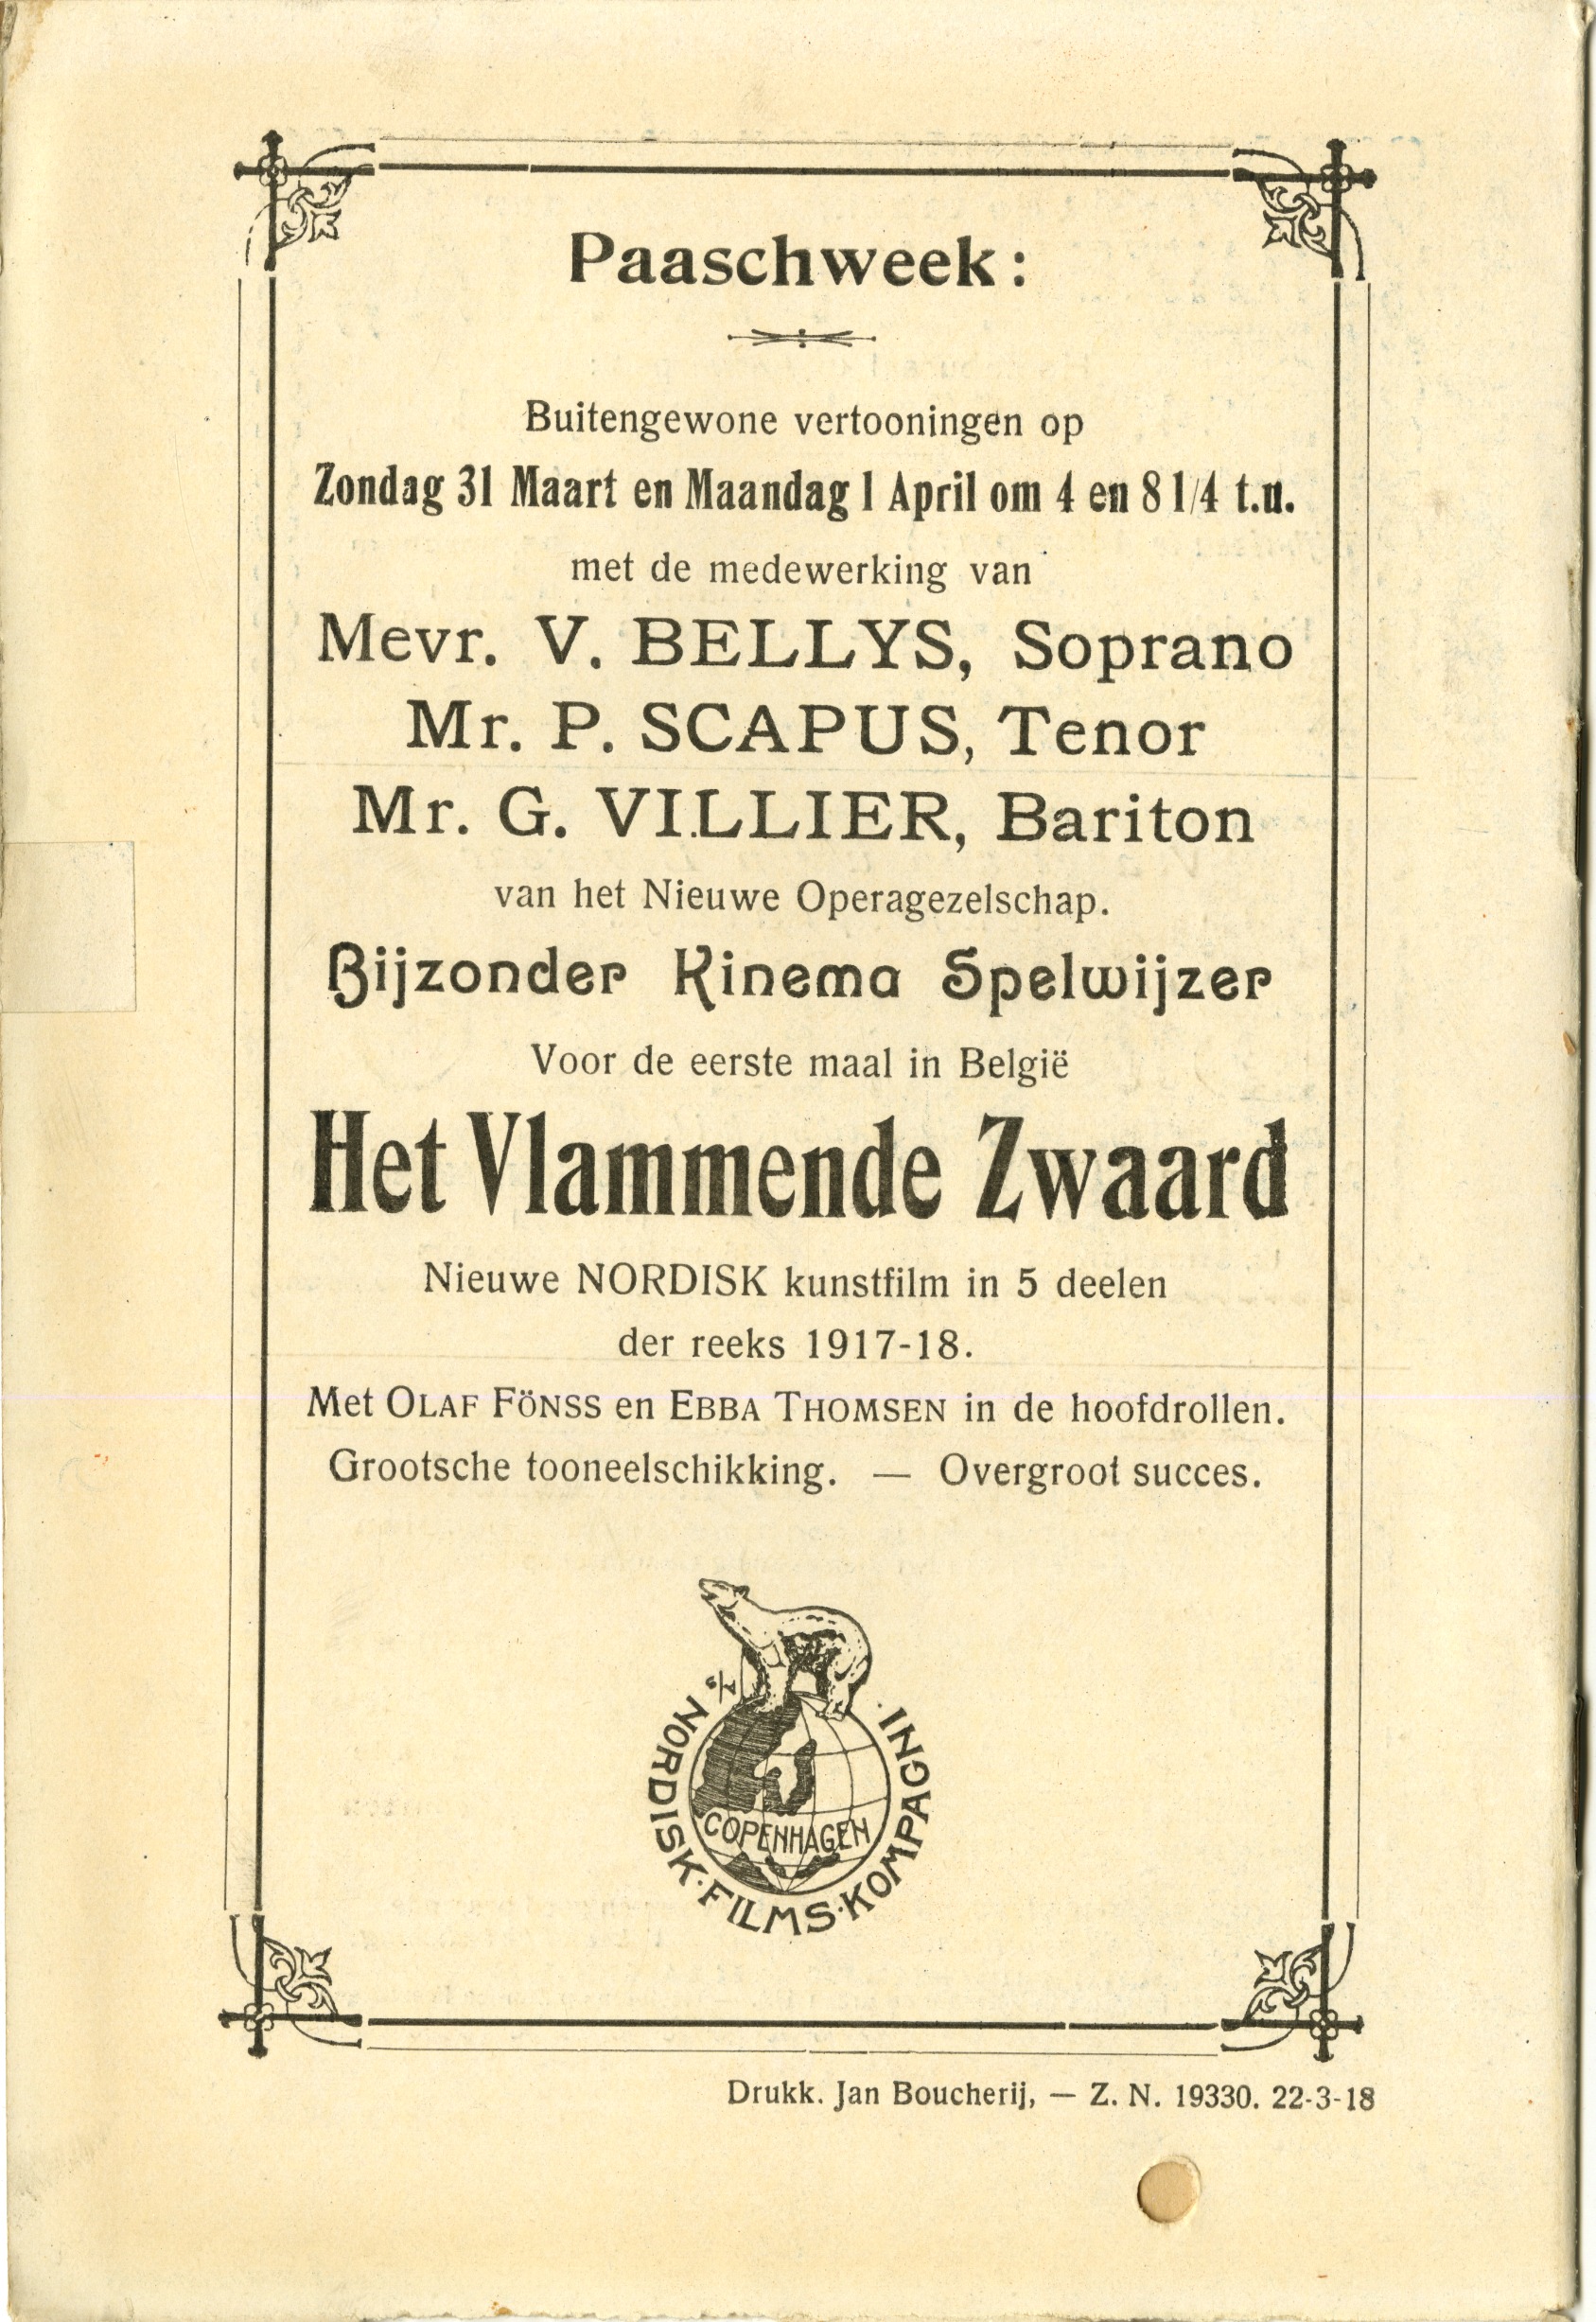 Paaschweek:
Buitengewone vertooningen op
Zondag 31 Maart en Maandag 1 April om 4 en 8 1/4 t.u.
met de medewerking van
Mevr. V. BELLYS, Soprano
Mr. P. SCAPUS, Tenor
Mr. G. VILLIER, Bariton
van het Nieuwe Operagezelschap.
Bijzonder Kinema Spelwijzer
Voor de eerste maal in België
Het Vlammende Zwaard
Nieuwe NORDISK kunstfilm in 5 deelen
der reeks 1917-18.
Met OLAF FÖNSS en EBBA THOMSEN in de hoofdrollen.
Grootsche tooneelschikking. — Overgroot succes.
A/S NORDISK·FILMS·KOMPAGNI·
COPENHAGEN
Drukk. Jan Boucherij, — Z. N. 19330. 22-3-18